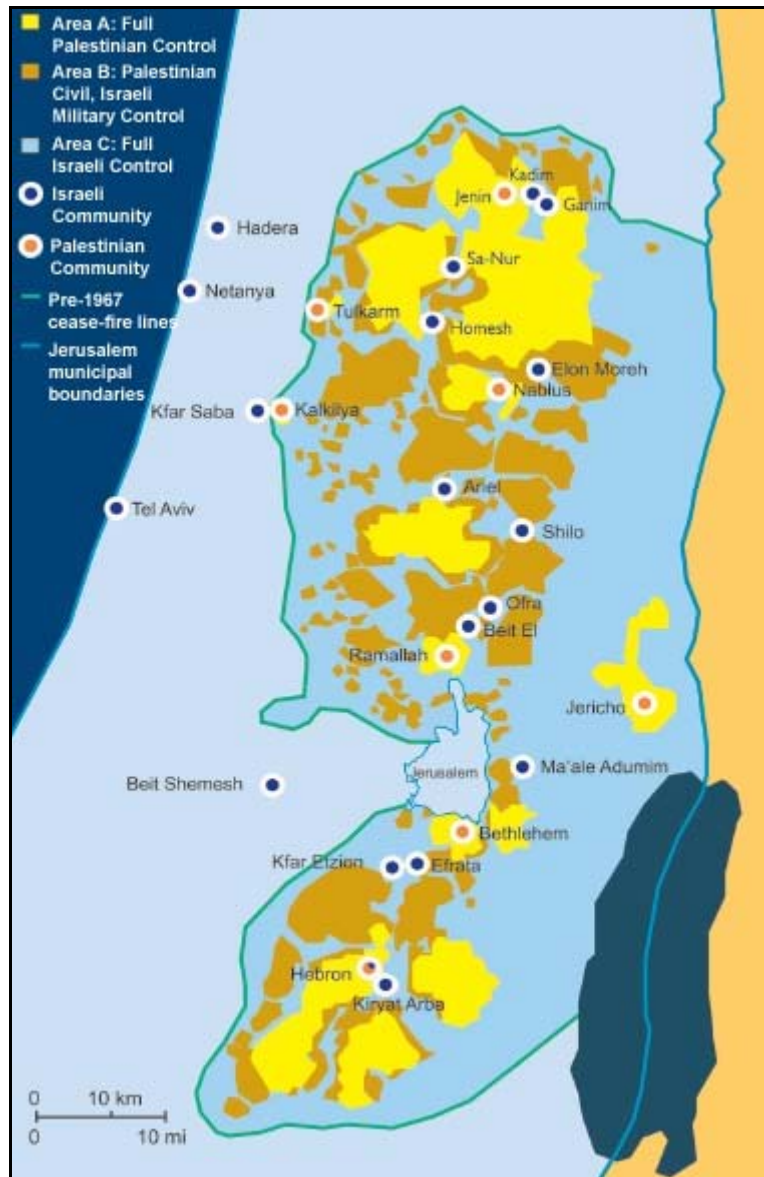 Area A: Full
Palestinian Control
Area B: Palestinian
Civil, Israeli
Military Control
Area C: Full
Israeli Control
Israeli
Community
Palestinian
Community
Pre-1967
cease-fire lines
Jerusalem
municipal
boundaries
Kadim
Jenin
Ganim
Hadera
Sa-Nur
Netanya
Tulkarm
Homesh
Elon Moreh
Nablus
Kfar Saba
Kalkilya
Ariel
Tel Aviv
Shilo
Ofra
Beit El
Ramallah
Jericho
Jerusalem
Ma'ale Adumim
Beit Shemesh
Bethlehem
Kfar Etzion
Efrata
Hebron
Kiryat Arba
0 10 km
0 10 mi